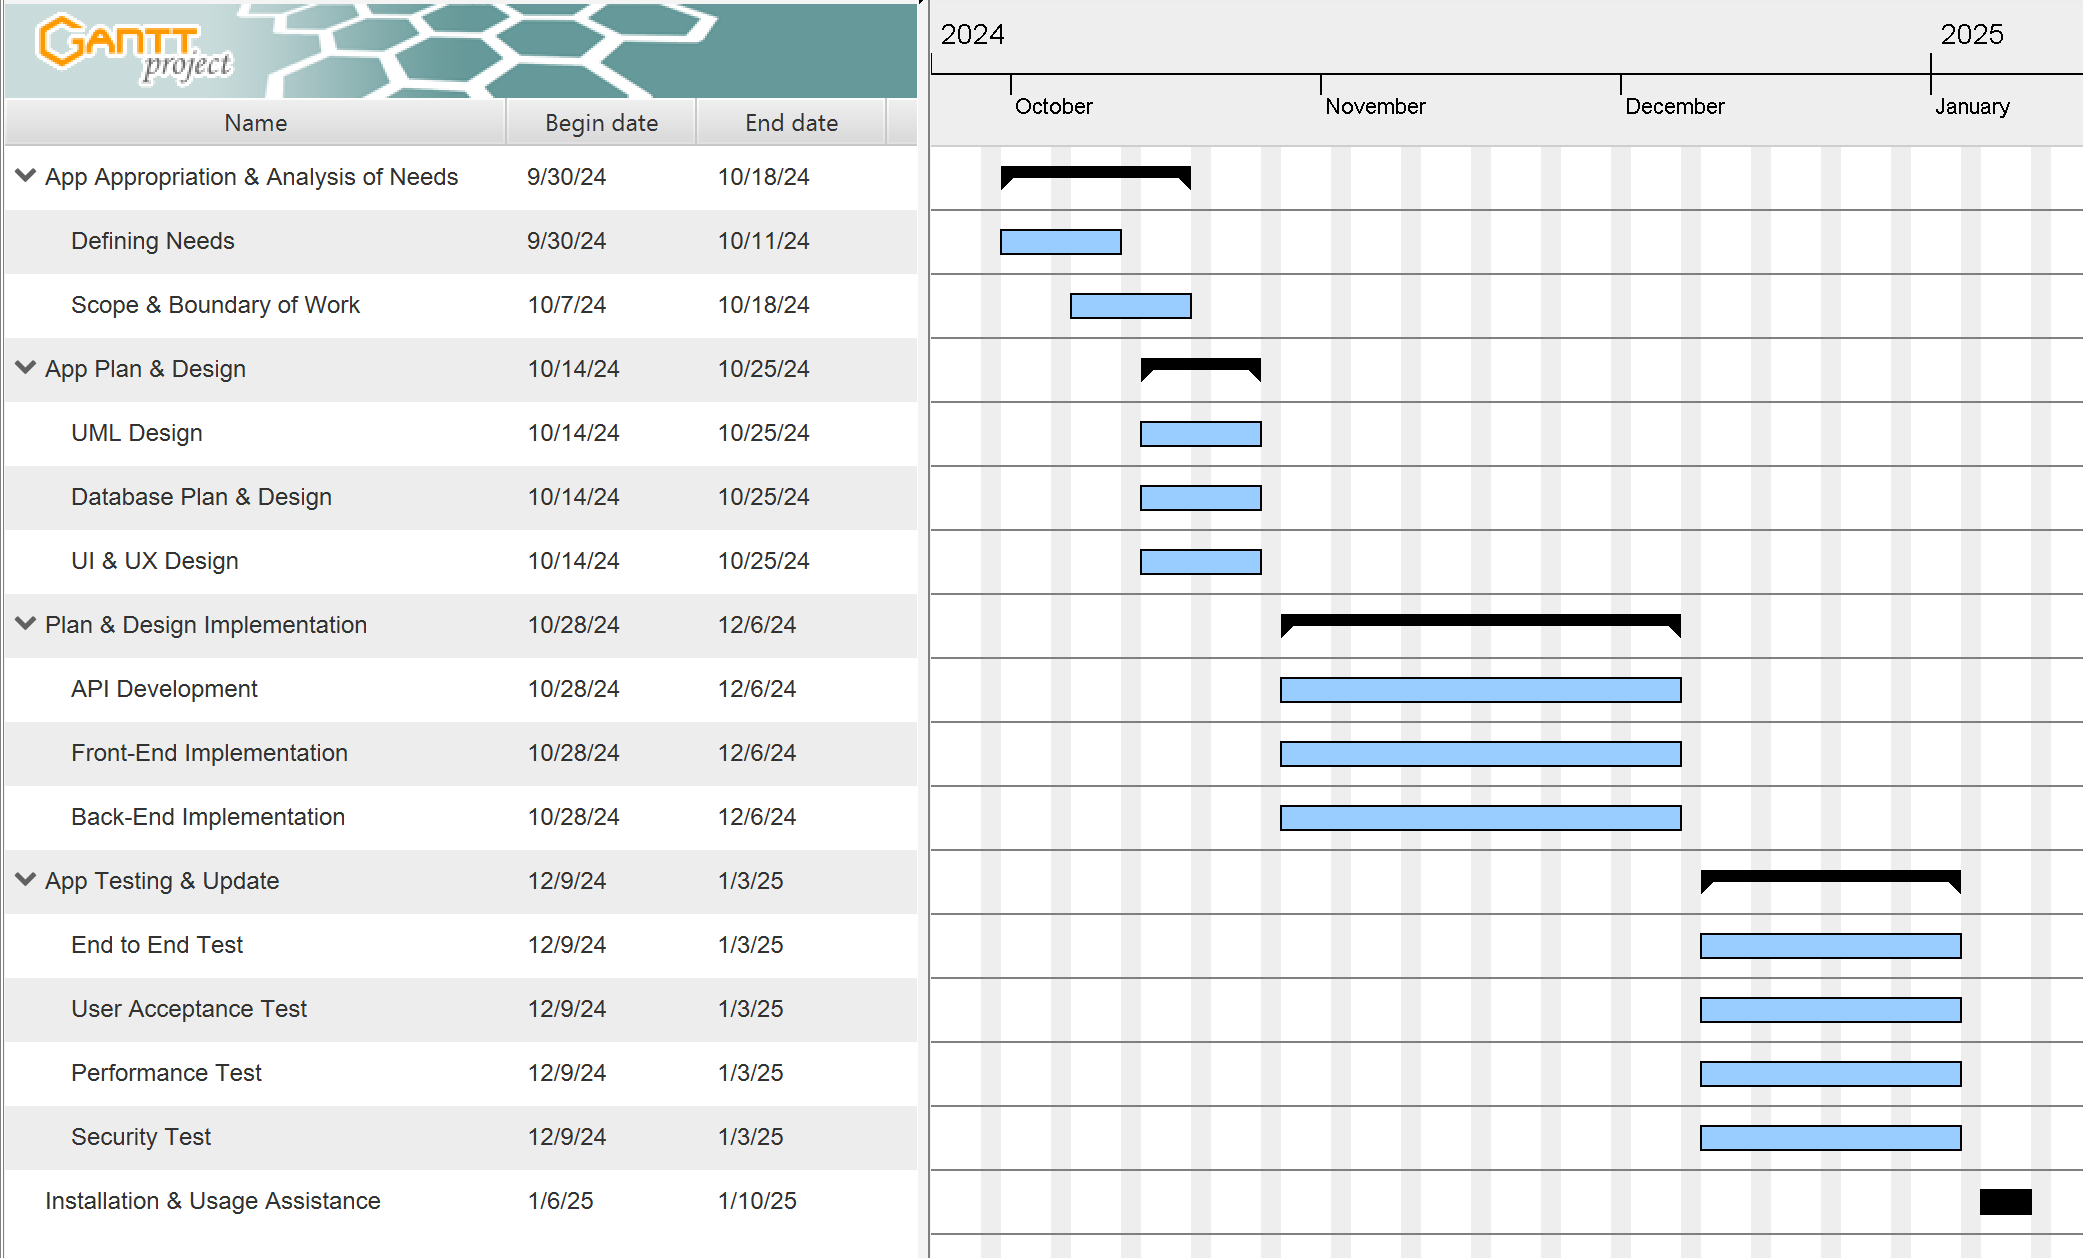 GANTT
project
2024 2025
October November December January
Name Begin date End date
App Appropriation & Analysis of Needs 9/30/24 10/18/24
Defining Needs 9/30/24 10/11/24
Scope & Boundary of Work 10/7/24 10/18/24
App Plan & Design 10/14/24 10/25/24
UML Design 10/14/24 10/25/24
Database Plan & Design 10/14/24 10/25/24
UI & UX Design 10/14/24 10/25/24
Plan & Design Implementation 10/28/24 12/6/24
API Development 10/28/24 12/6/24
Front-End Implementation 10/28/24 12/6/24
Back-End Implementation 10/28/24 12/6/24
App Testing & Update 12/9/24 1/3/25
End to End Test 12/9/24 1/3/25
User Acceptance Test 12/9/24 1/3/25
Performance Test 12/9/24 1/3/25
Security Test 12/9/24 1/3/25
Installation & Usage Assistance 1/6/25 1/10/25